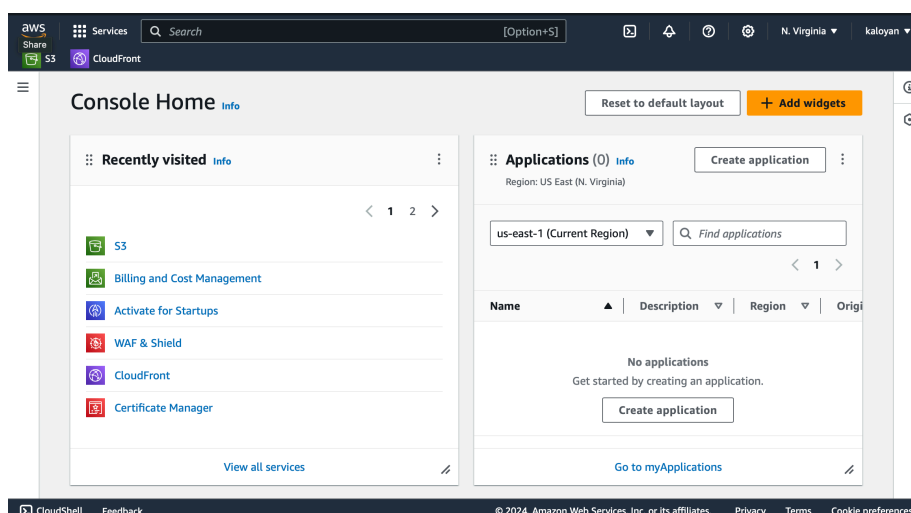 aws
Services
Search
[Option+S]
N. Virginia
kaloyan
Share
S3
CloudFront
Console Home Info
Reset to default layout
Add widgets
Recently visited Info
1 2
S3
Billing and Cost Management
Activate for Startups
WAF & Shield
CloudFront
Certificate Manager
View all services
Applications (0) Info
Region: US East (N. Virginia)
Create application
us-east-1 (Current Region)
Find applications
1
Name
Description
Region
Origi
No applications
Get started by creating an application.
Create application
Go to myApplications
CloudShell
Feedback
© 2024, Amazon Web Services, Inc. or its affiliates.
Privacy
Terms
Cookie preferences